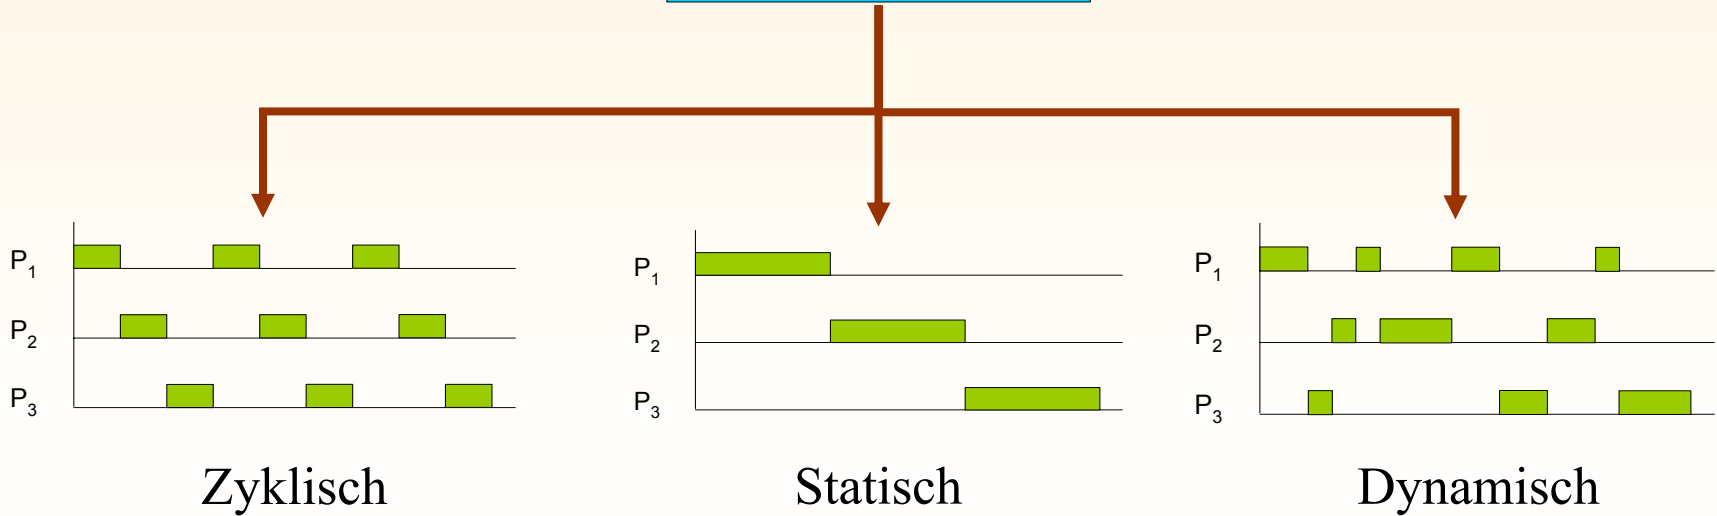 P1
P2
P3
Zyklisch
P1
P2
P3
Statisch
P1
P2
P3
Dynamisch